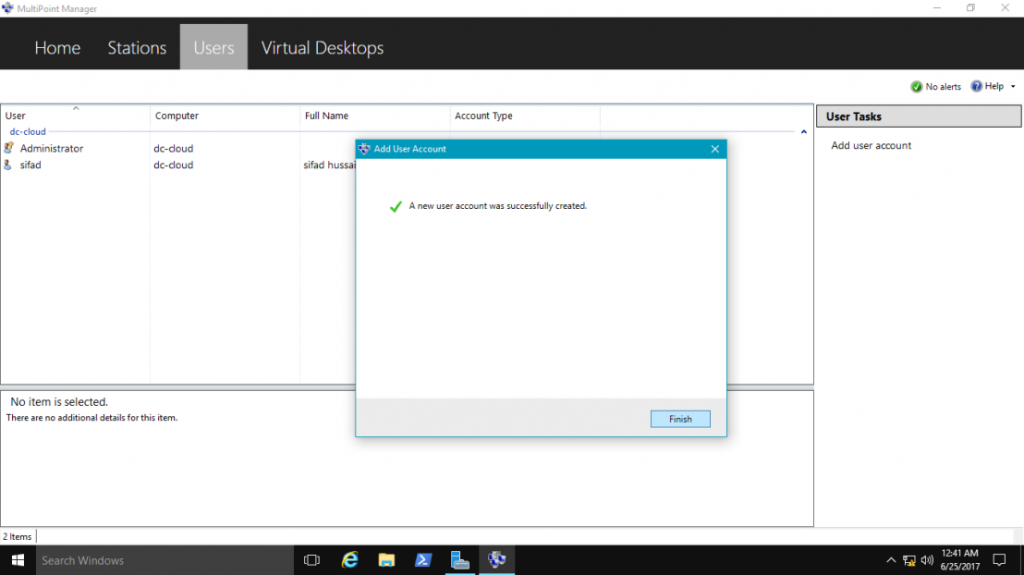 MultiPoint Manager
Home Stations Users Virtual Desktops
No alerts Help
User Computer Full Name Account Type
dc-cloud
Administrator dc-cloud
sifad dc-cloud sifad hussai
User Tasks
Add user account
Add User Account
A new user account was successfully created.
Finish
No item is selected.
There are no additional details for this item.
2 Items
Search Windows
12:41 AM
6/25/2017